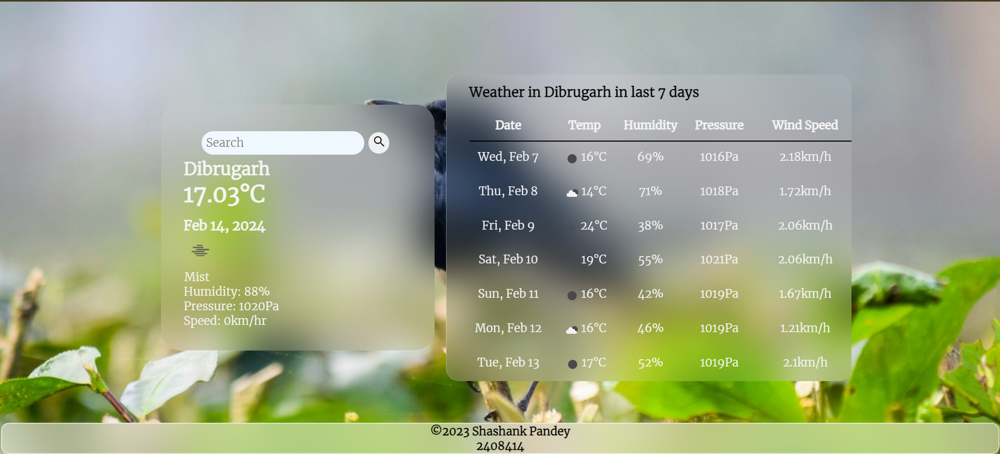 Search
Dibrugarh
17.03°C
Feb 14, 2024
Mist
Humidity: 88%
Pressure: 1020Pa
Speed: 0km/hr
Weather in Dibrugarh in last 7 days
Date Temp Humidity Pressure Wind Speed
Wed, Feb 7 16°C 69% 1016Pa 2.18km/h
Thu, Feb 8 14°C 71% 1018Pa 1.72km/h
Fri, Feb 9 24°C 38% 1017Pa 2.06km/h
Sat, Feb 10 19°C 55% 1021Pa 2.06km/h
Sun, Feb 11 16°C 42% 1019Pa 1.67km/h
Mon, Feb 12 16°C 46% 1019Pa 1.21km/h
Tue, Feb 13 17°C 52% 1019Pa 2.1km/h
©2023 Shashank Pandey
2408414